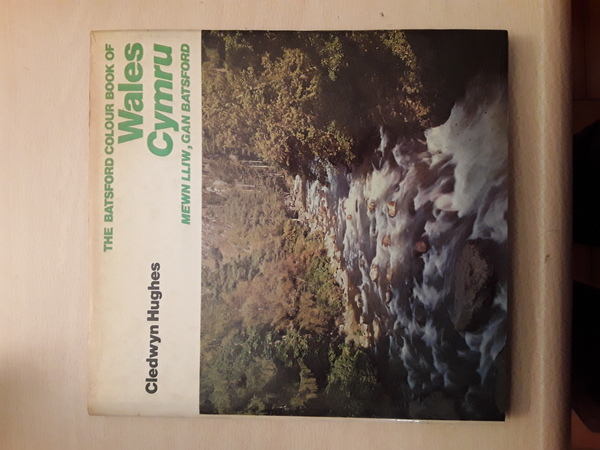 THE BATSFORD COLOUR BOOK OF
Wales
Cymru
MEWN LLIW, GAN BATSFORD
Cledwyn Hughes